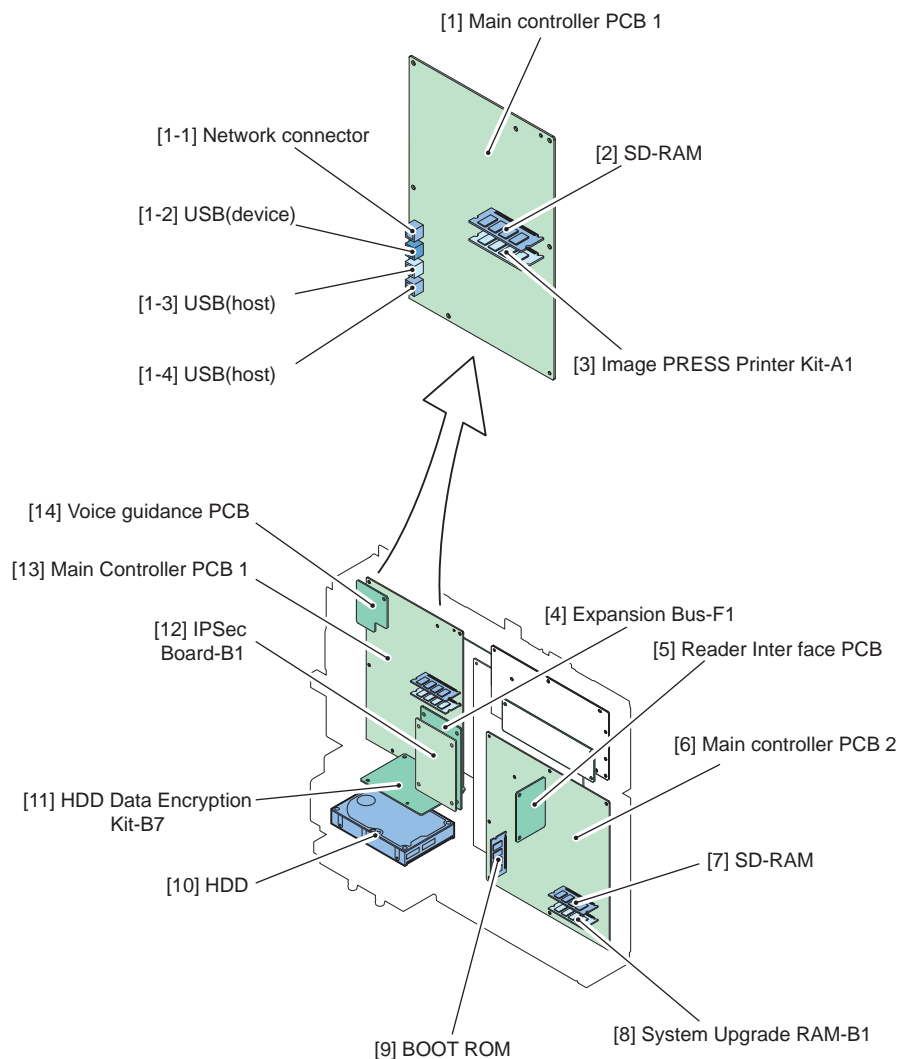 [1] Main controller PCB 1
[1-1] Network connector
[2] SD-RAM
[1-2] USB(device)
[1-3] USB(host)
[3] Image PRESS Printer Kit-A1
[1-4] USB(host)
[14] Voice guidance PCB
[13] Main Controller PCB 1
[4] Expansion Bus-F1
[12] IPSec
Board-B1
[5] Reader Inter face PCB
[6] Main controller PCB 2
[11] HDD Data Encryption
Kit-B7
[7] SD-RAM
[10] HDD
[8] System Upgrade RAM-B1
[9] BOOT ROM